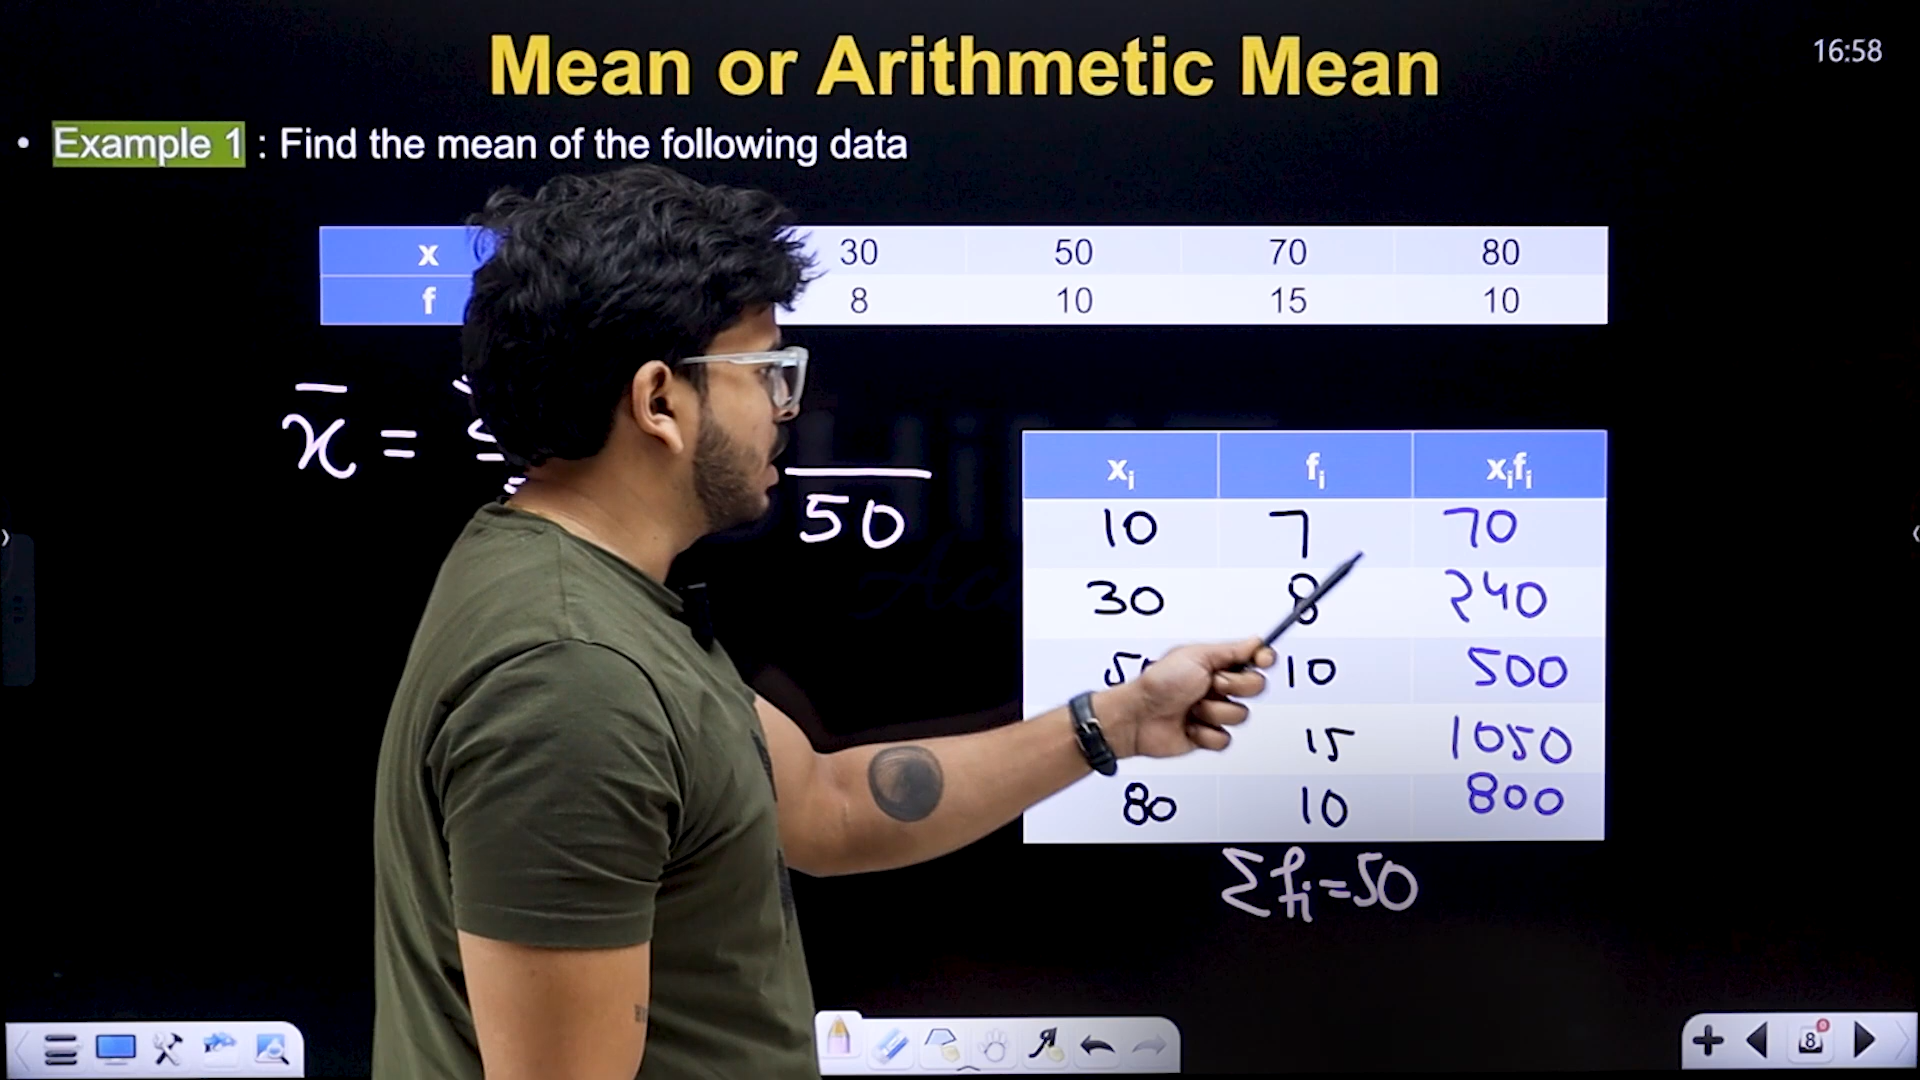 Mean or Arithmetic Mean
16:58
• Example 1 : Find the mean of the following data
x 30 50 70 80
f 8 10 15 10
x̄ =
50
xᵢ fᵢ xᵢfᵢ
10 7 70
30 8 240
10 500
15 1050
80 10 800
Σfᵢ=50
8